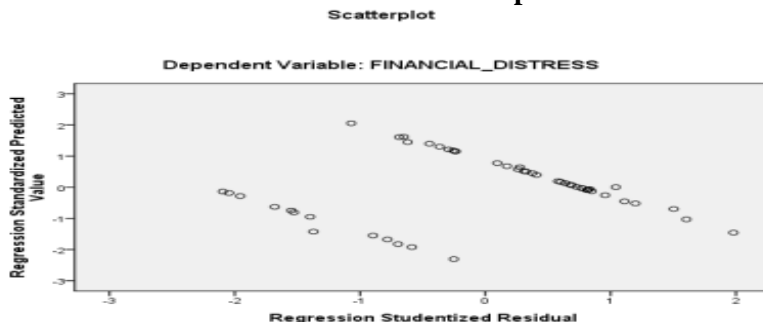 Scatterplot
Dependent Variable: FINANCIAL_DISTRESS
Regression Standardized Predicted
Value
3
2
1
0
-1
-2
-3
-3
-2
-1
0
1
2
Regression Studentized Residual